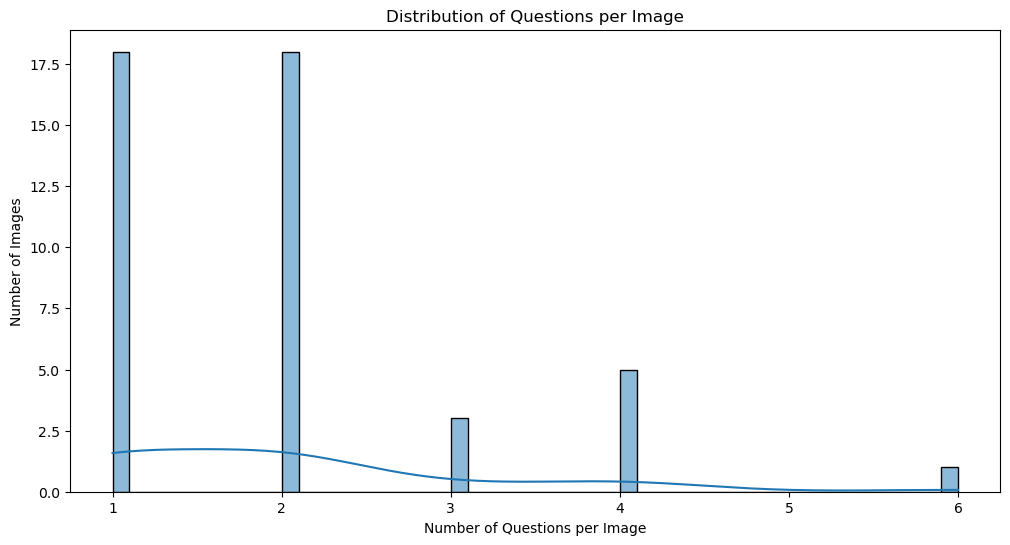 Distribution of Questions per Image
17.5
15.0
12.5
10.0
7.5
5.0
2.5
0.0
Number of Images
1 2 3 4 5 6
Number of Questions per Image